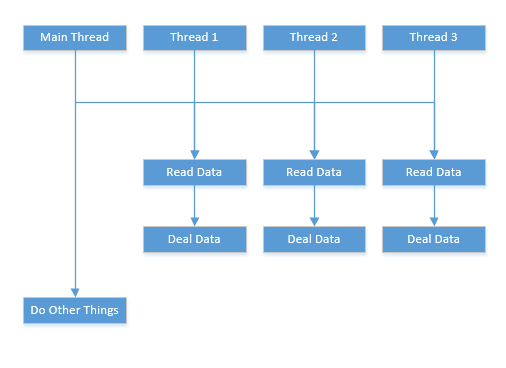 Main Thread
Thread 1
Thread 2
Thread 3
Read Data
Read Data
Read Data
Deal Data
Deal Data
Deal Data
Do Other Things